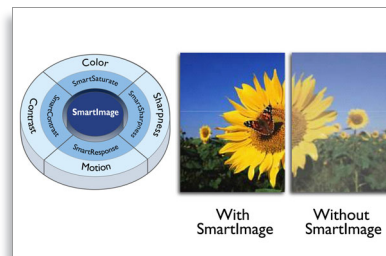 Color
SmartSaturate
Contrast
SmartContrast
SmartImage
SmartSharpness
Sharpness
SmartResponse
Motion
With
SmartImage
Without
SmartImage